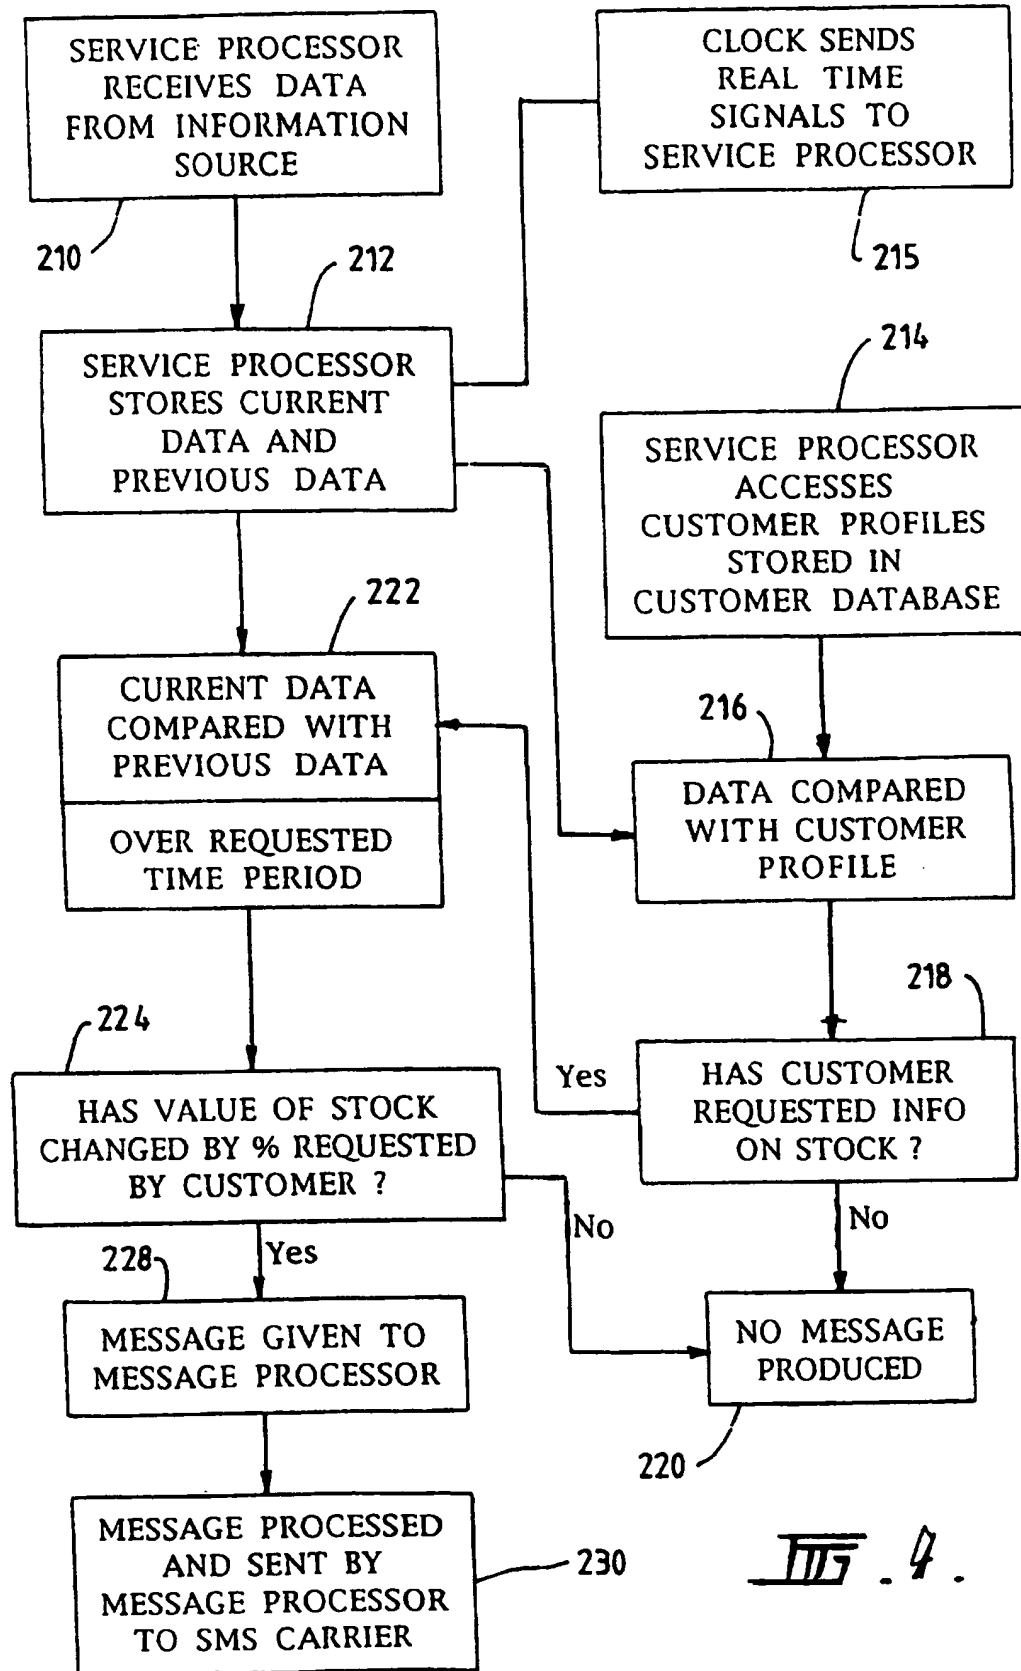 SERVICE PROCESSOR
RECEIVES DATA
FROM INFORMATION
SOURCE
210
CLOCK SENDS
REAL TIME
SIGNALS TO
SERVICE PROCESSOR
215
212
SERVICE PROCESSOR
STORES CURRENT
DATA AND
PREVIOUS DATA
214
SERVICE PROCESSOR
ACCESSES
CUSTOMER PROFILES
STORED IN
CUSTOMER DATABASE
222
CURRENT DATA
COMPARED WITH
PREVIOUS DATA
OVER REQUESTED
TIME PERIOD
216
DATA COMPARED
WITH CUSTOMER
PROFILE
218
HAS CUSTOMER
REQUESTED INFO
ON STOCK ?
Yes
No
224
HAS VALUE OF STOCK
CHANGED BY % REQUESTED
BY CUSTOMER ?
No
Yes
228
MESSAGE GIVEN TO
MESSAGE PROCESSOR
NO MESSAGE
PRODUCED
220
MESSAGE PROCESSED
AND SENT BY
MESSAGE PROCESSOR
TO SMS CARRIER
230
FIG.